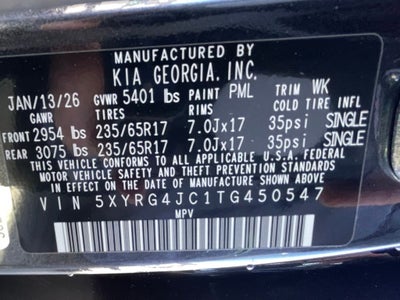 MANUFACTURED BY
KIA GEORGIA, INC.
JAN/13/26 GVWR 5401 lbs PAINT PML TRIM WK
GAWR TIRES RIMS COLD TIRE INFL
FRONT 2954 lbs 235/65R17 7.0Jx17 35psi SINGLE
REAR 3075 lbs 235/65R17 7.0Jx17 35psi SINGLE
THIS VEHICLE CONFORMS TO ALL APPLICABLE U.S.A. FEDERAL
MOTOR VEHICLE SAFETY AND THEFT PREVENTION STANDARDS
IN EFFECT ON THE DATE OF MANUFACTURE SHOWN ABOVE.
VIN 5XYRG4JC1TG450547
MPV